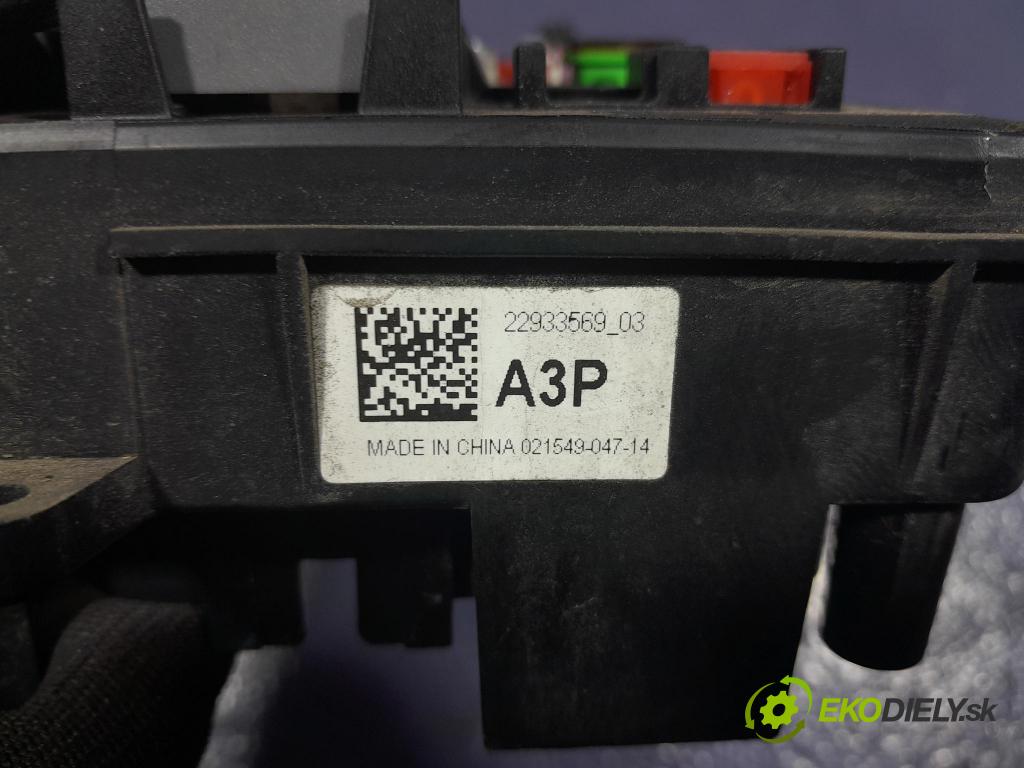 22933569_03
A3P
MADE IN CHINA 021549-047-14
EKODIELY.sk